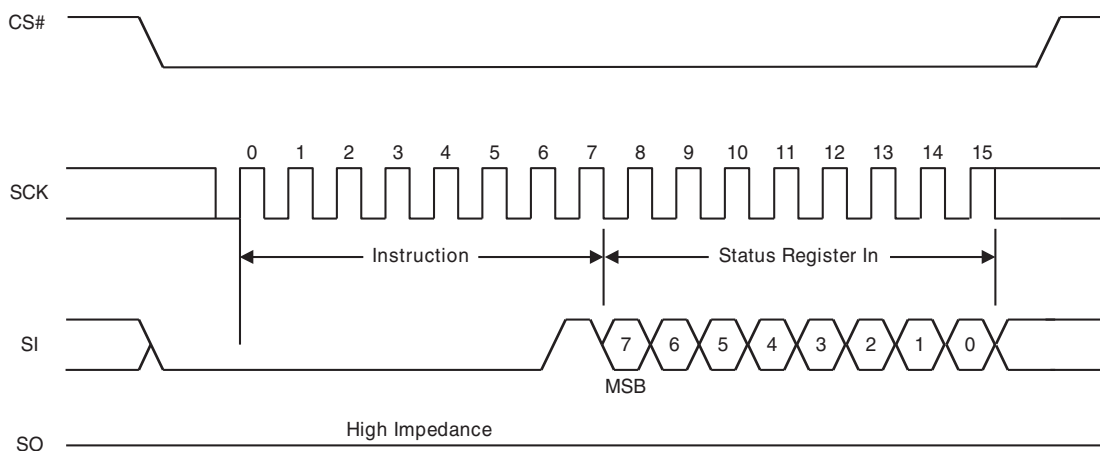 CS#
0 1 2 3 4 5 6 7 8 9 10 11 12 13 14 15
SCK
Instruction Status Register In
SI 7 6 5 4 3 2 1 0
MSB
High Impedance
SO